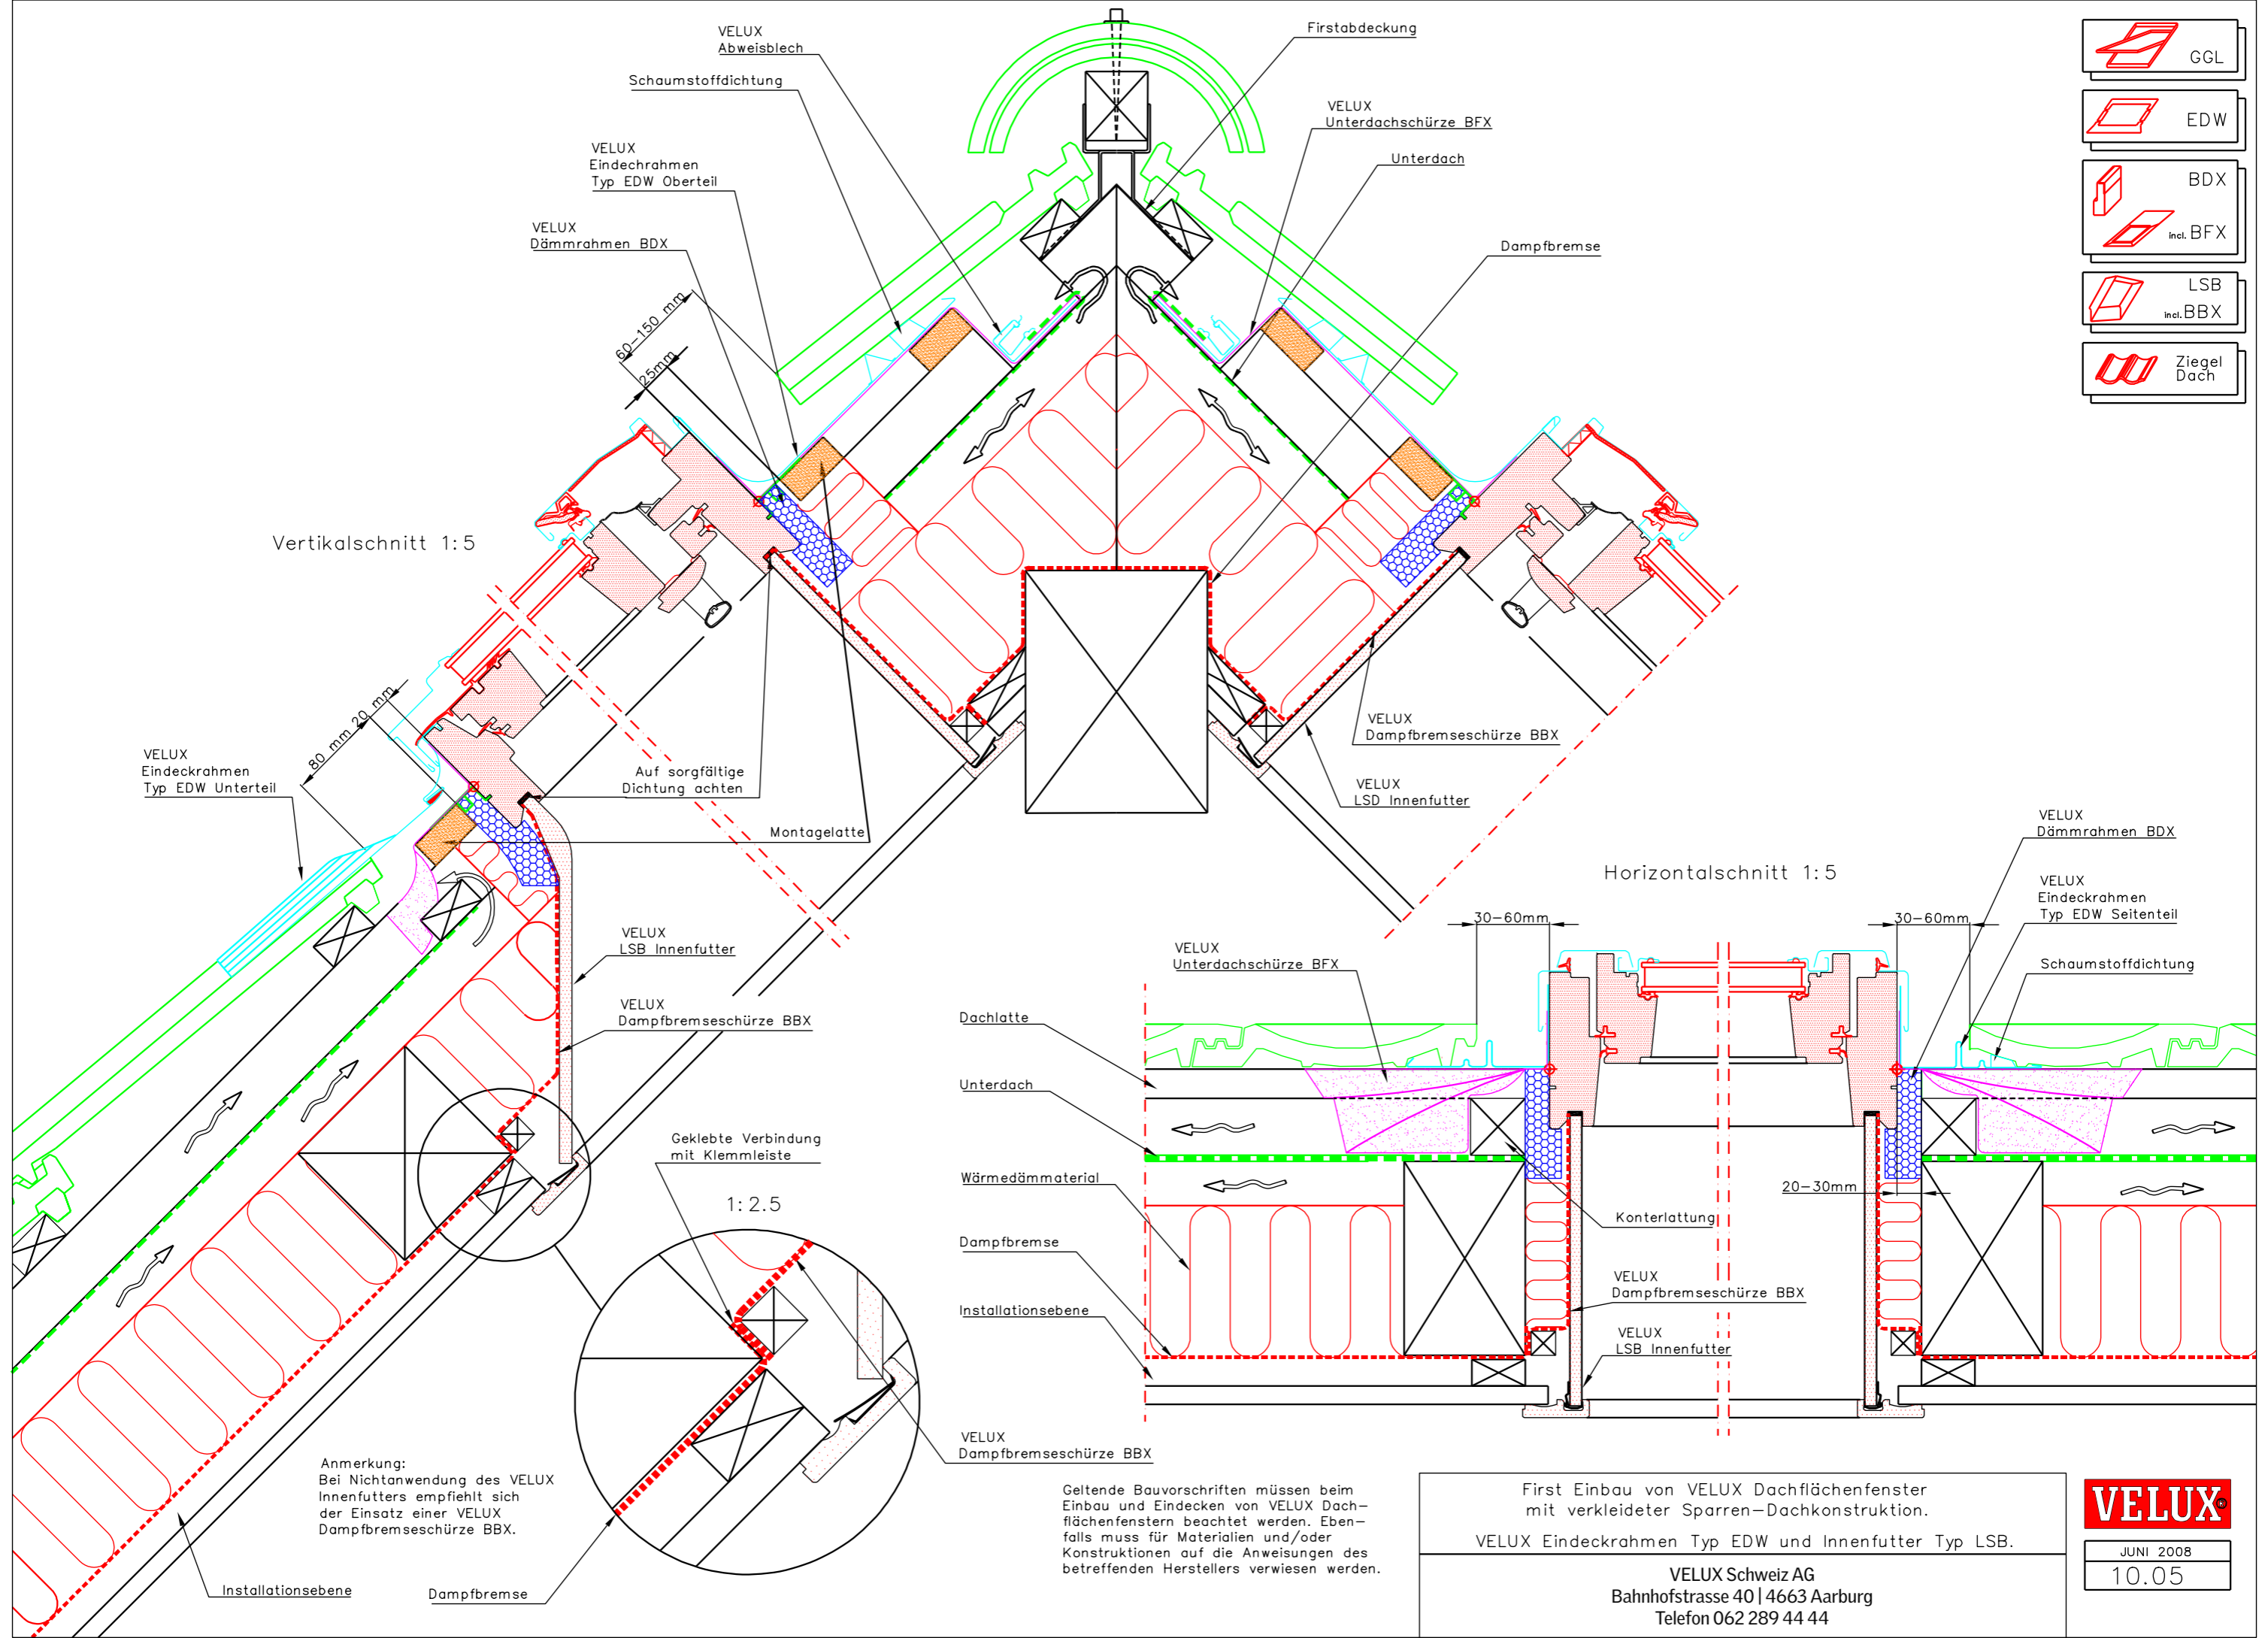 VELUX
Abweisblech
Schaumstoffdichtung
VELUX
Eindechrahmen
Typ EDW Oberteil
VELUX
Dämmrahmen BDX
60-150 mm
25mm
Firstabdeckung
VELUX
Unterdachschürze BFX
Unterdach
Dampfbremse
GGL
EDW
BDX
incl. BFX
LSB
incl. BBX
Ziegel
Dach
Vertikalschnitt 1:5
80 mm
20 mm
VELUX
Eindeckrahmen
Typ EDW Unterteil
Auf sorgfältige
Dichtung achten
Montagelatte
VELUX
Dampfbremseschürze BBX
VELUX
LSD Innenfutter
VELUX
LSB Innenfutter
VELUX
Dampfbremseschürze BBX
Horizontalschnitt 1:5
VELUX
Dämmrahmen BDX
VELUX
Eindeckrahmen
Typ EDW Seitenteil
Schaumstoffdichtung
30-60mm
30-60mm
VELUX
Unterdachschürze BFX
Dachlatte
Unterdach
Wärmedämmaterial
Dampfbremse
Installationsebene
20-30mm
Konterlattung
VELUX
Dampfbremseschürze BBX
VELUX
LSB Innenfutter
Geklebte Verbindung
mit Klemmleiste
1:2.5
VELUX
Dampfbremseschürze BBX
Anmerkung:
Bei Nichtanwendung des VELUX
Innenfutters empfiehlt sich
der Einsatz einer VELUX
Dampfbremseschürze BBX.
Installationsebene
Dampfbremse
Geltende Bauvorschriften müssen beim
Einbau und Eindecken von VELUX Dach-
flächenfenstern beachtet werden. Eben-
falls muss für Materialien und/oder
Konstruktionen auf die Anweisungen des
betreffenden Herstellers verwiesen werden.
First Einbau von VELUX Dachflächenfenster
mit verkleideter Sparren-Dachkonstruktion.
VELUX Eindeckrahmen Typ EDW und Innenfutter Typ LSB.
VELUX Schweiz AG
Bahnhofstrasse 40 | 4663 Aarburg
Telefon 062 289 44 44
VELUX®
JUNI 2008
10.05